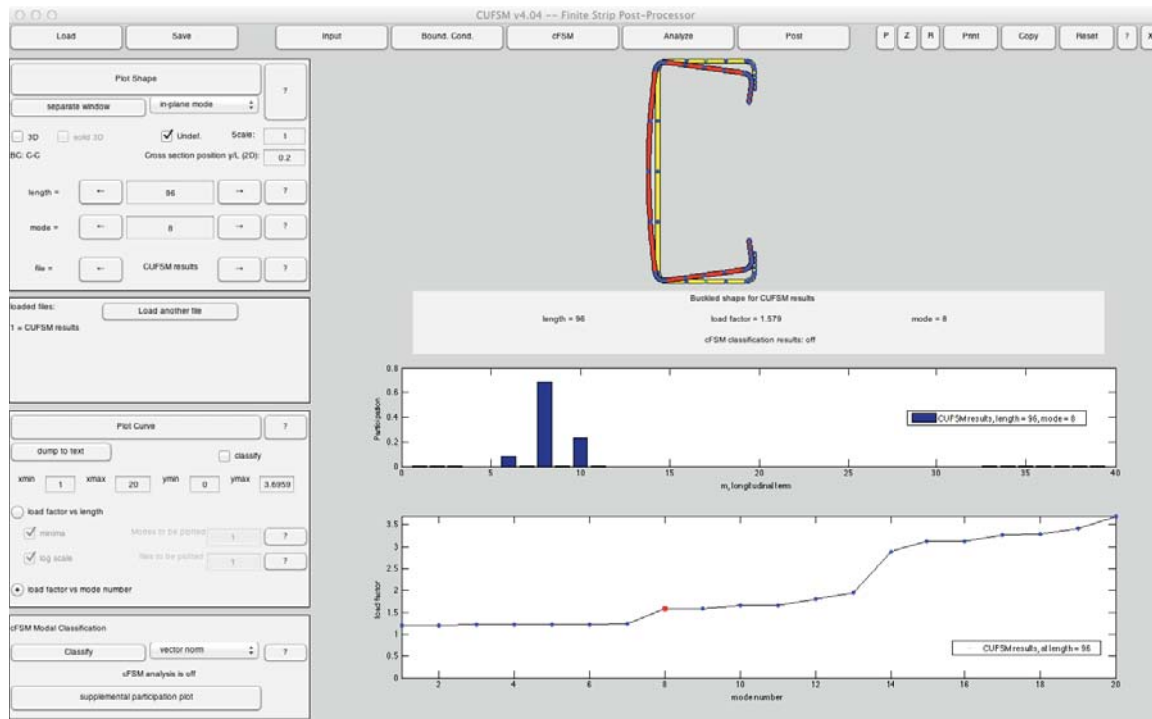 CUFSM v4.04 -- Finite Strip Post-Processor
Load Save Input Bound. Cond. cFSM Analyze Post P Z R Print Copy Reset ? X
Plot Shape ?
separate window in-plane mode
3D solid 3D Undef. Scale: 1
BC: C-C Cross section position y/L (2D): 0.2
length = ← 96 → ?
mode = ← 8 → ?
file = ← CUFSM results → ?
loaded files: Load another file
1 = CUFSM results
Plot Curve ?
dump to text classify
xmin 1 xmax 20 ymin 0 ymax 3.6959
load factor vs length
minima Modes to be plotted 1 ?
log scale files to be plotted 1 ?
load factor vs mode number
cFSM Modal Classification
Classify vector norm ?
cFSM analysis is off
supplemental participation plot
Buckled shape for CUFSM results
length = 96 load factor = 1.579 mode = 8
cFSM classification results: off
0.8
0.6
0.4
0.2
0
Participation
CUFSM results, length = 96, mode = 8
0 5 10 15 20 25 30 35 40
m, longitudinal term
3.5
3
2.5
2
1.5
1
0.5
0
load factor
CUFSM results, at length = 96
2 4 6 8 10 12 14 16 18 20
mode number